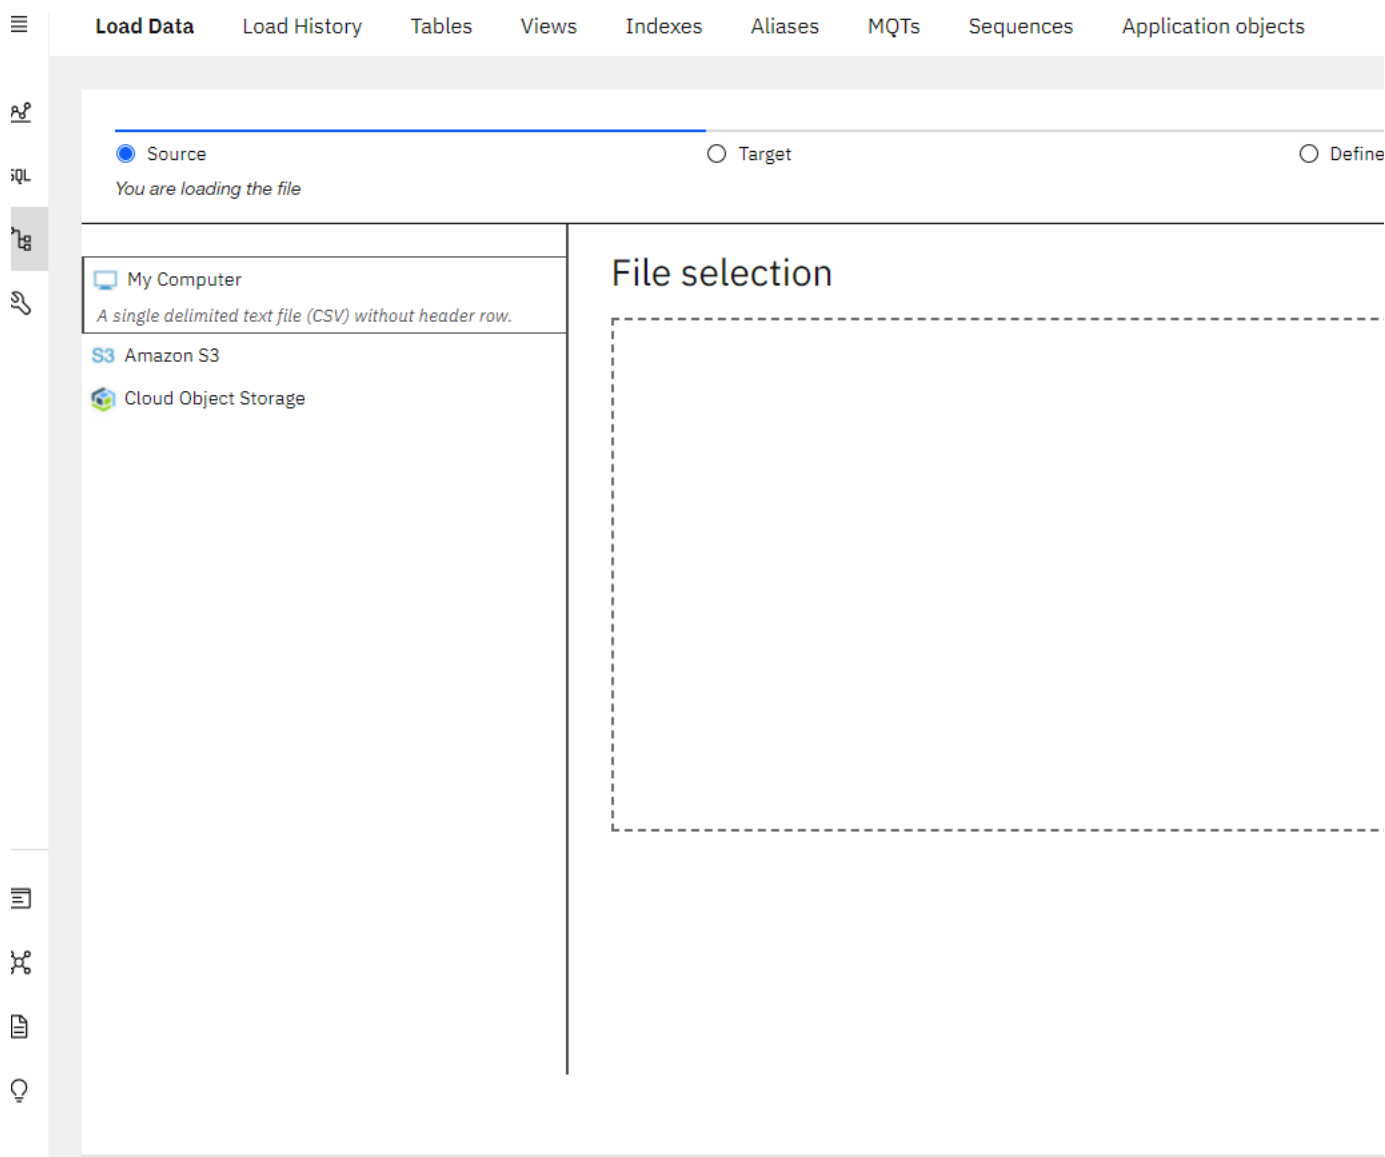 Load Data Load History Tables Views Indexes Aliases MQTs Sequences Application objects
Source Target Define
You are loading the file
SQL
My Computer
A single delimited text file (CSV) without header row.
S3 Amazon S3
Cloud Object Storage
File selection